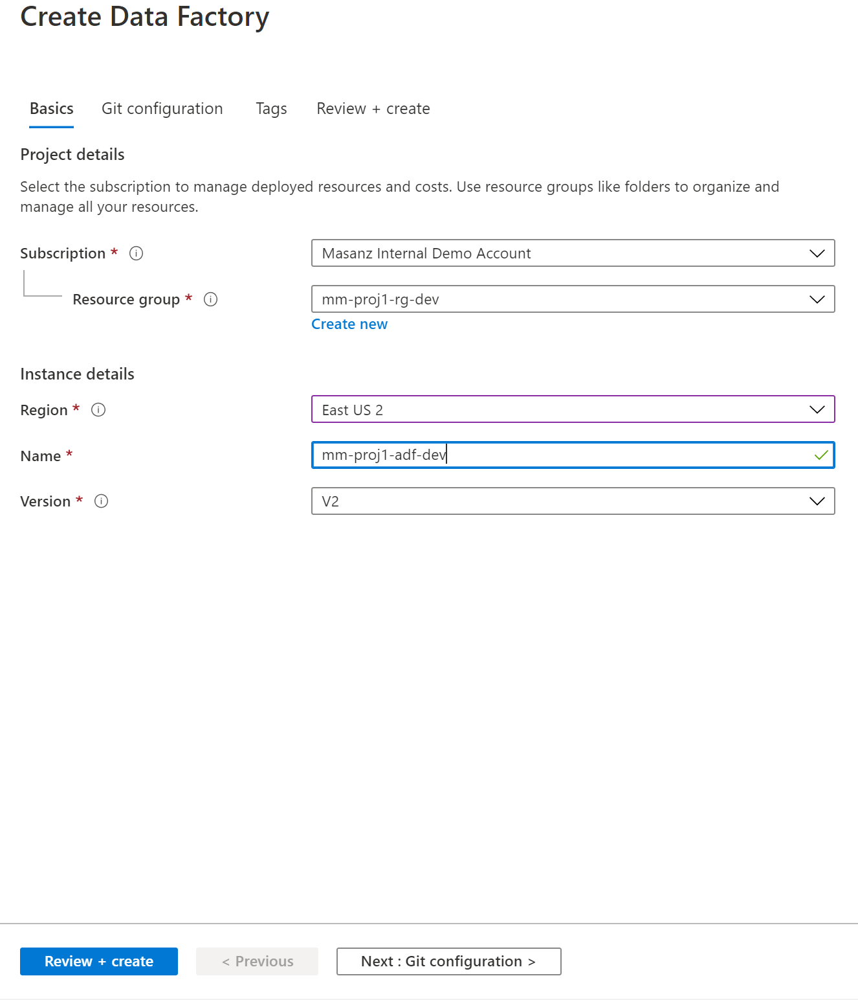 Create Data Factory
Basics Git configuration Tags Review + create
Project details
Select the subscription to manage deployed resources and costs. Use resource groups like folders to organize and
manage all your resources.
Subscription * Masanz Internal Demo Account
Resource group * mm-proj1-rg-dev
Create new
Instance details
Region * East US 2
Name * mm-proj1-adf-dev
Version * V2
Review + create < Previous Next : Git configuration >